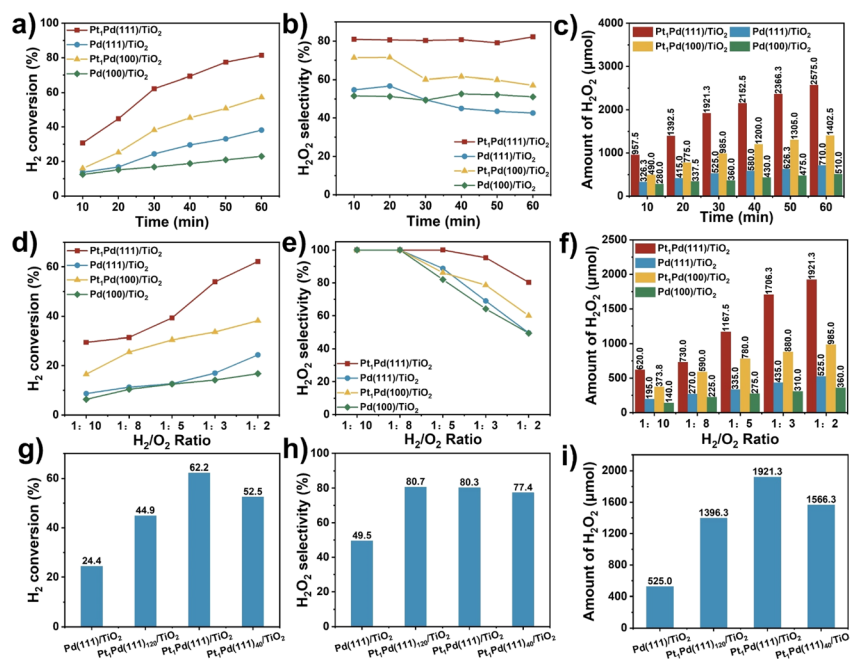 a)
H₂ conversion (%)
100
80
60
40
20
0
Pt₁Pd(111)/TiO₂
Pd(111)/TiO₂
Pt₁Pd(100)/TiO₂
Pd(100)/TiO₂
10 20 30 40 50 60
Time (min)
b)
H₂O₂ selectivity (%)
100
80
60
40
20
0
Pt₁Pd(111)/TiO₂
Pd(111)/TiO₂
Pt₁Pd(100)/TiO₂
Pd(100)/TiO₂
10 20 30 40 50 60
Time (min)
c)
Amount of H₂O₂ (μmol)
4000
3000
2000
1000
0
Pt₁Pd(111)/TiO₂ Pd(111)/TiO₂
Pt₁Pd(100)/TiO₂ Pd(100)/TiO₂
957.5 326.3 490.0 280.0
1392.5 415.0 775.0 337.5
1921.3 525.0 985.0 360.0
2152.5 580.0 1200.0 430.0
2366.3 626.3 1305.0 475.0
2575.0 710.0 1402.5 510.0
10 20 30 40 50 60
Time (min)
d)
H₂ conversion (%)
60
40
20
0
Pt₁Pd(111)/TiO₂
Pd(111)/TiO₂
Pt₁Pd(100)/TiO₂
Pd(100)/TiO₂
1: 10 1: 8 1: 5 1: 3 1: 2
H₂/O₂ Ratio
e)
H₂O₂ selectivity (%)
100
80
60
40
20
0
Pt₁Pd(111)/TiO₂
Pd(111)/TiO₂
Pt₁Pd(100)/TiO₂
Pd(100)/TiO₂
1: 10 1: 8 1: 5 1: 3 1: 2
H₂/O₂ Ratio
f)
Amount of H₂O₂ (μmol)
2500
2000
1500
1000
500
0
Pt₁Pd(111)/TiO₂
Pd(111)/TiO₂
Pt₁Pd(100)/TiO₂
Pd(100)/TiO₂
620.0 195.0 373.8 140.0
730.0 270.0 590.0 225.0
1167.5 335.0 780.0 275.0
1706.3 435.0 880.0 310.0
1921.3 525.0 985.0 360.0
1: 10 1: 8 1: 5 1: 3 1: 2
H₂/O₂ Ratio
g)
H₂ conversion (%)
60
40
20
0
24.4 44.9 62.2 52.5
Pd(111)/TiO₂ Pt₁Pd(111)₁₂₀/TiO₂ Pt₁Pd(111)/TiO₂ Pt₁Pd(111)₄₀/TiO₂
h)
H₂O₂ selectivity (%)
100
80
60
40
20
0
49.5 80.7 80.3 77.4
Pd(111)/TiO₂ Pt₁Pd(111)₁₂₀/TiO₂ Pt₁Pd(111)/TiO₂ Pt₁Pd(111)₄₀/TiO₂
i)
Amount of H₂O₂ (μmol)
2000
1600
1200
800
400
0
525.0 1396.3 1921.3 1566.3
Pd(111)/TiO₂ Pt₁Pd(111)₁₂₀/TiO₂ Pt₁Pd(111)/TiO₂ Pt₁Pd(111)₄₀/TiO